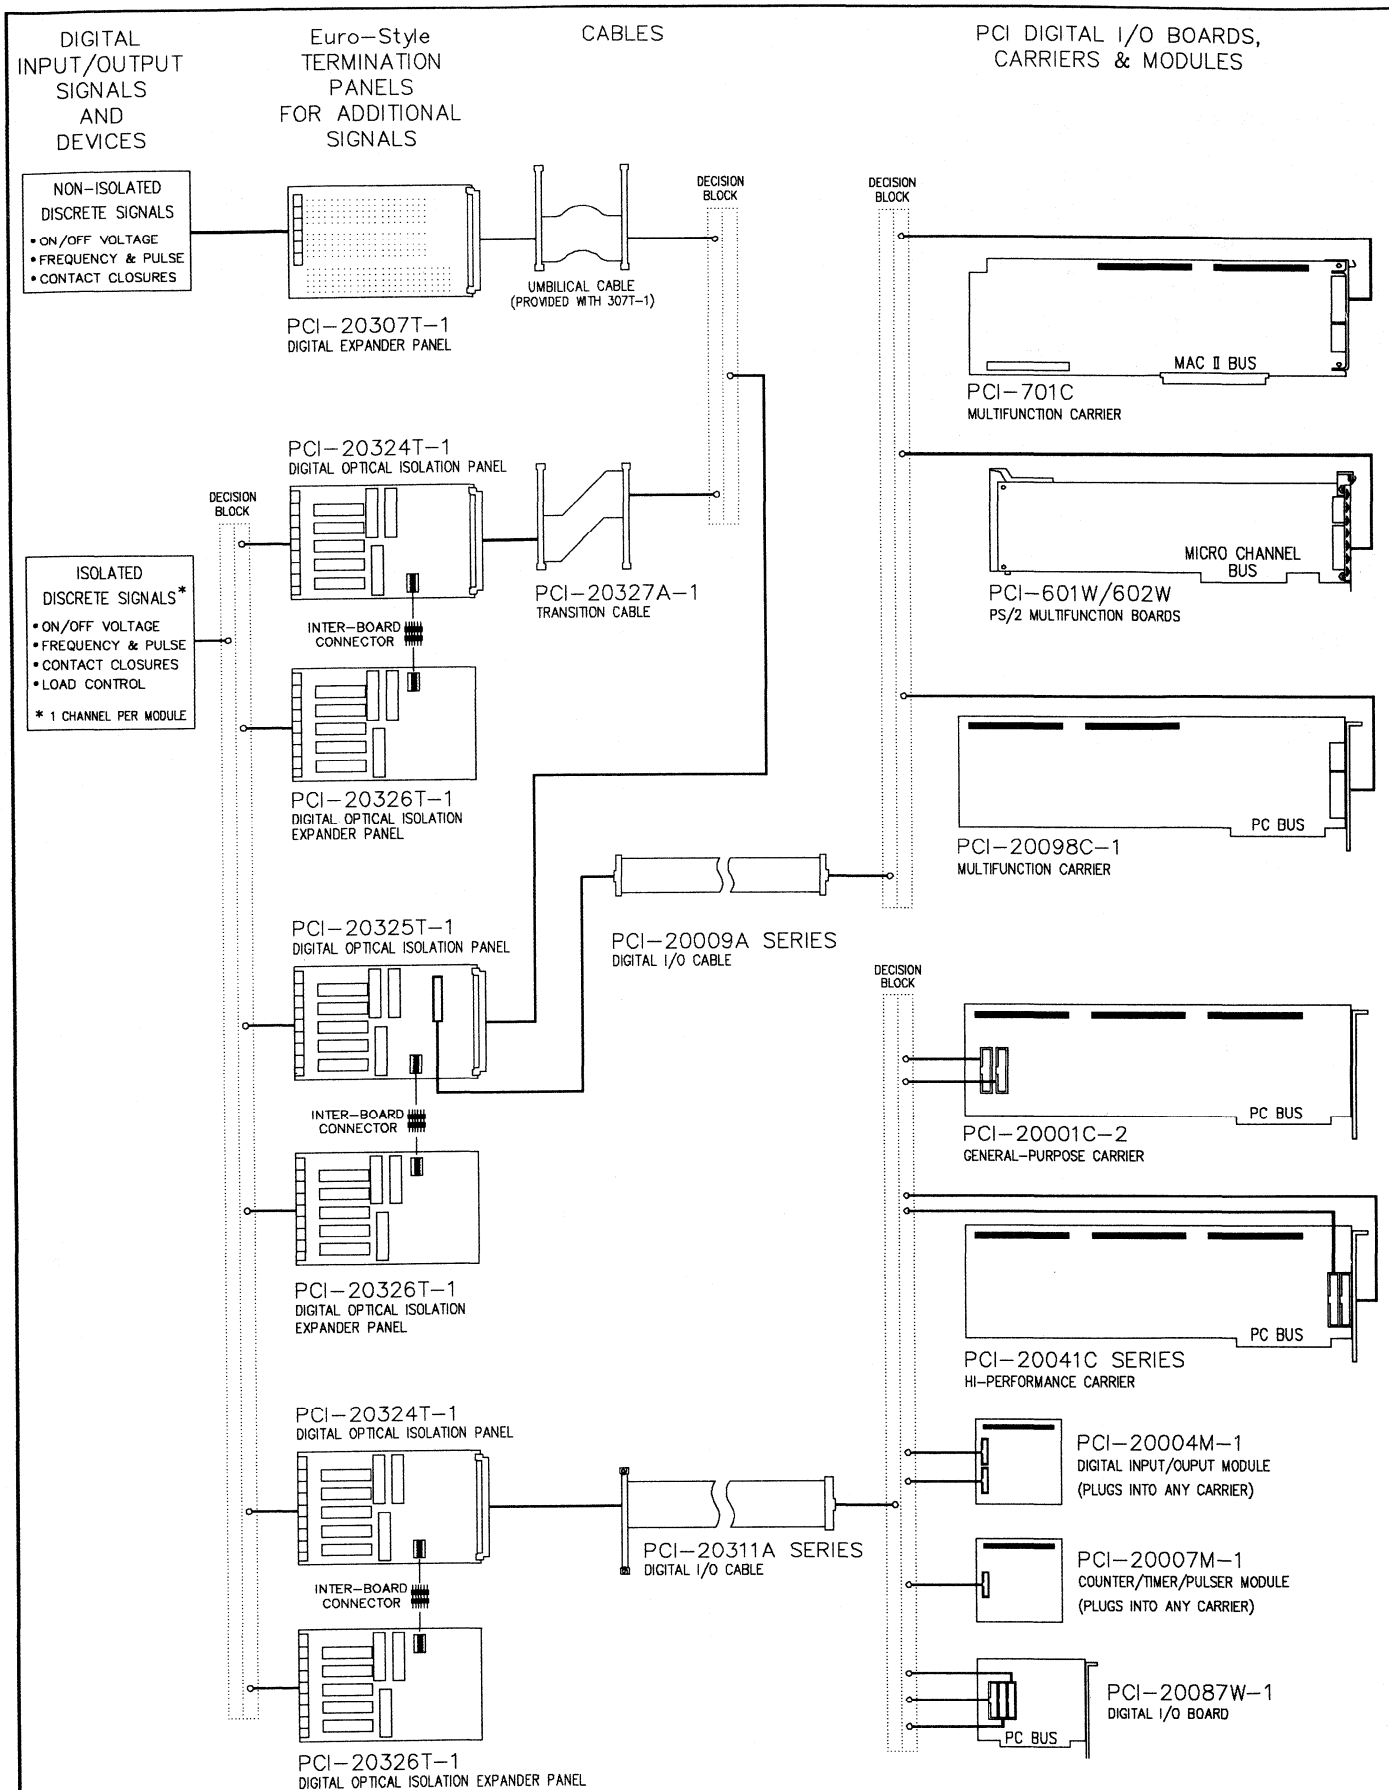 DIGITAL
INPUT/OUTPUT
SIGNALS
AND
DEVICES
Euro-Style
TERMINATION
PANELS
FOR ADDITIONAL
SIGNALS
CABLES
PCI DIGITAL I/O BOARDS,
CARRIERS & MODULES
NON-ISOLATED
DISCRETE SIGNALS
• ON/OFF VOLTAGE
• FREQUENCY & PULSE
• CONTACT CLOSURES
PCI-20307T-1
DIGITAL EXPANDER PANEL
UMBILICAL CABLE
(PROVIDED WITH 307T-1)
DECISION
BLOCK
DECISION
BLOCK
MAC II BUS
PCI-701C
MULTIFUNCTION CARRIER
PCI-20324T-1
DIGITAL OPTICAL ISOLATION PANEL
DECISION
BLOCK
PCI-20327A-1
TRANSITION CABLE
MICRO CHANNEL
BUS
PCI-601W/602W
PS/2 MULTIFUNCTION BOARDS
ISOLATED
DISCRETE SIGNALS*
• ON/OFF VOLTAGE
• FREQUENCY & PULSE
• CONTACT CLOSURES
• LOAD CONTROL
* 1 CHANNEL PER MODULE
INTER-BOARD
CONNECTOR
PCI-20326T-1
DIGITAL OPTICAL ISOLATION
EXPANDER PANEL
PC BUS
PCI-20098C-1
MULTIFUNCTION CARRIER
PCI-20325T-1
DIGITAL OPTICAL ISOLATION PANEL
PCI-20009A SERIES
DIGITAL I/O CABLE
DECISION
BLOCK
PC BUS
PCI-20001C-2
GENERAL-PURPOSE CARRIER
INTER-BOARD
CONNECTOR
PCI-20326T-1
DIGITAL OPTICAL ISOLATION
EXPANDER PANEL
PC BUS
PCI-20041C SERIES
HI-PERFORMANCE CARRIER
PCI-20324T-1
DIGITAL OPTICAL ISOLATION PANEL
PCI-20004M-1
DIGITAL INPUT/OUPUT MODULE
(PLUGS INTO ANY CARRIER)
PCI-20311A SERIES
DIGITAL I/O CABLE
PCI-20007M-1
COUNTER/TIMER/PULSER MODULE
(PLUGS INTO ANY CARRIER)
INTER-BOARD
CONNECTOR
PCI-20087W-1
DIGITAL I/O BOARD
PC BUS
PCI-20326T-1
DIGITAL OPTICAL ISOLATION EXPANDER PANEL